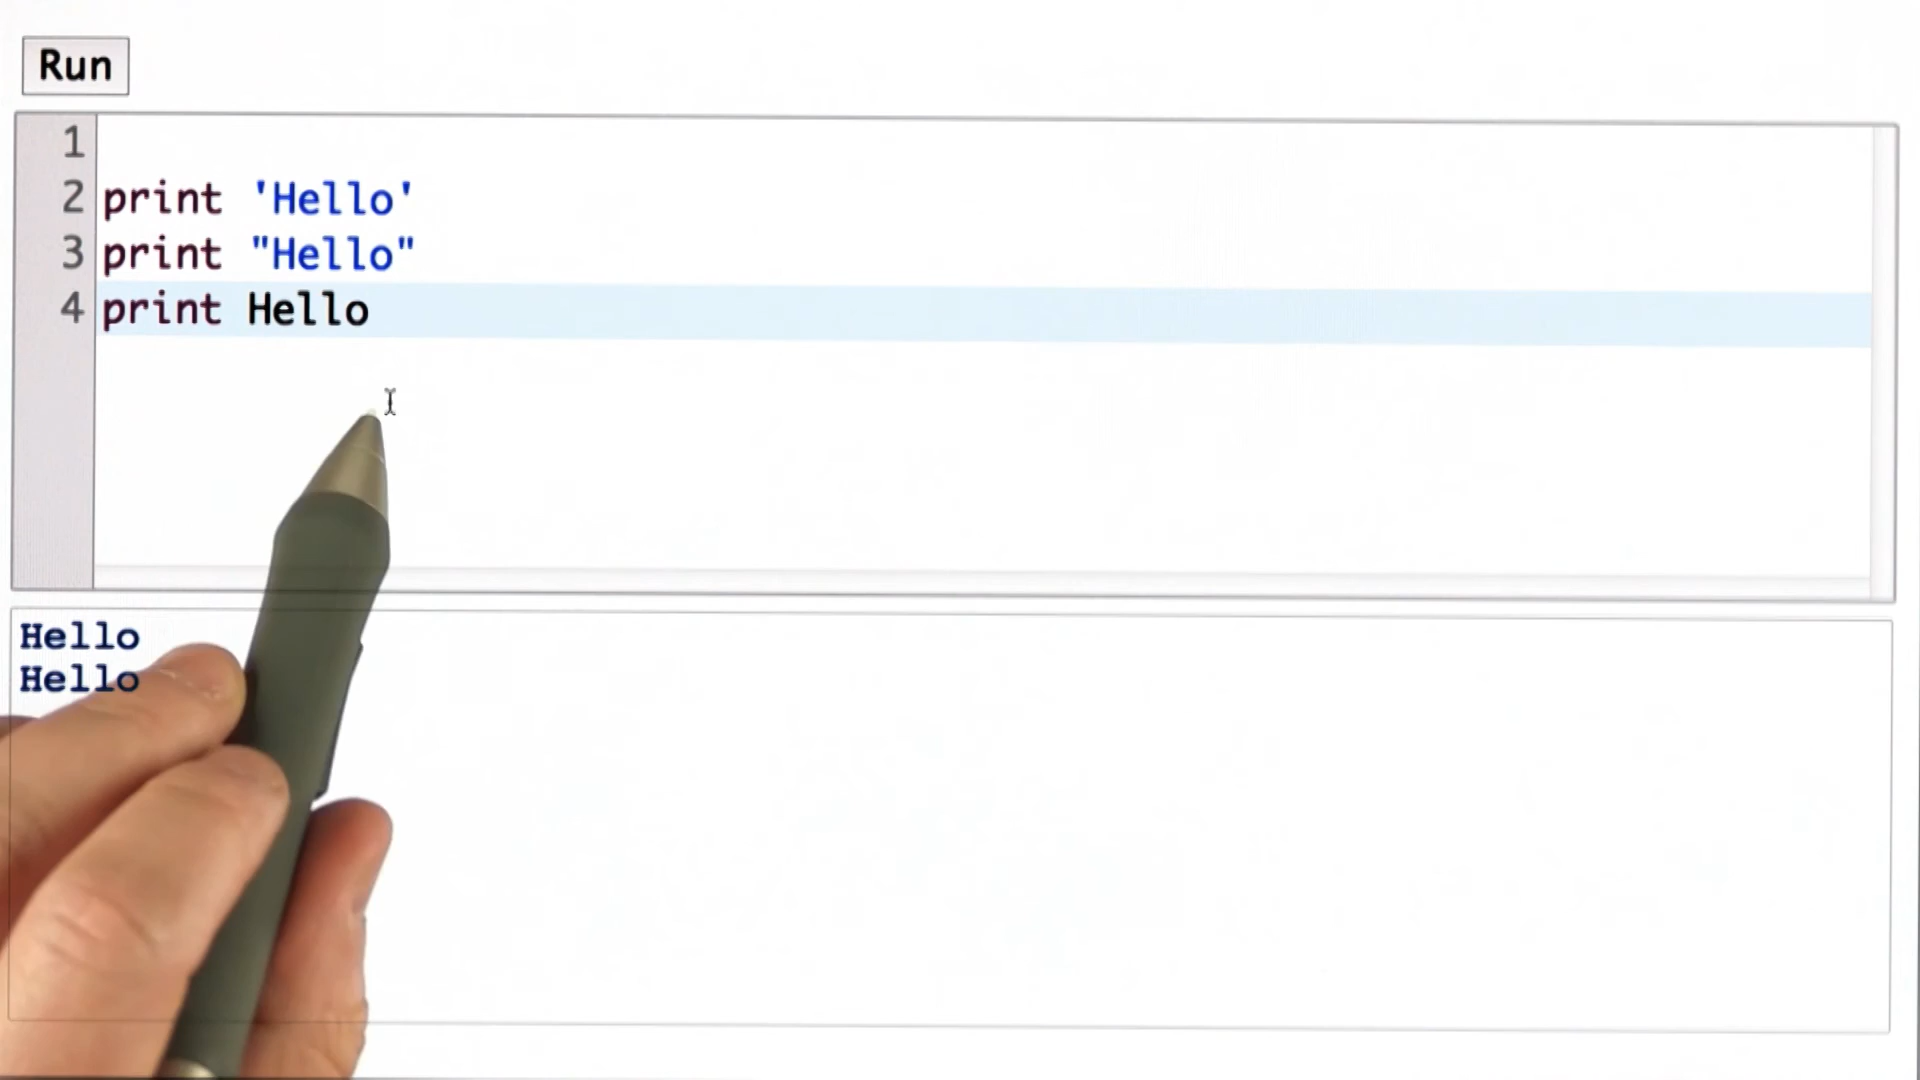 Run
1
2 print 'Hello'
3 print "Hello"
4 print Hello
Hello
Hello